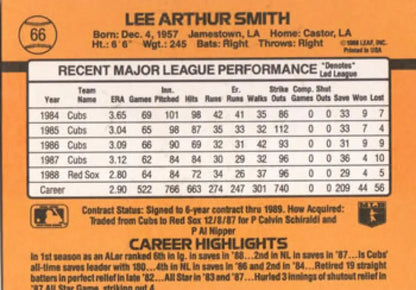 66
LEE ARTHUR SMITH
Born: Dec. 4, 1957 Jamestown, LA Home: Castor, LA
Ht.: 6'6" Wgt.: 245 Bats: Right Throws: Right
©1988 LEAF, INC.
Printed in USA
RECENT MAJOR LEAGUE PERFORMANCE "Denotes" Led League
Year Team Name ERA Games Inn. Pitched Hits Runs Er. Runs Walks Strike Outs Comp. Games Shut Outs Save Won Lost
1984 Cubs 3.65 69 101 98 42 41 35 86 0 0 33 9 7
1985 Cubs 3.04 65 98 87 35 33 32 112 0 0 33 7 4
1986 Cubs 3.09 66 90 69 32 31 42 93 0 0 31 9 9
1987 Cubs 3.12 62 84 84 30 29 32 96 0 0 36 4 10
1988 Red Sox 2.80 64 84 72 34 26 37 96 0 0 29 4 5
Career 2.90 522 766 663 274 247 301 740 0 0 209 44 56
Contract Status: Signed to 6-year contract thru 1989. How Acquired:
Traded from Cubs to Red Sox 12/8/87 for P Calvin Schiraldi and
P Al Nipper
MLB
CAREER HIGHLIGHTS
In 1st season as an ALer ranked 6th in lg. in saves in '88...2nd in NL in saves in '87...Is Cubs'
all-time saves leader with 180...4th in NL in saves in '86 and 2nd in '84...Retired 19 straight
batters in perfect relief in late '82...All Star in '83 and '87...Hurled 3 innings of shutout relief in
'87 All Star Game, striking out 4